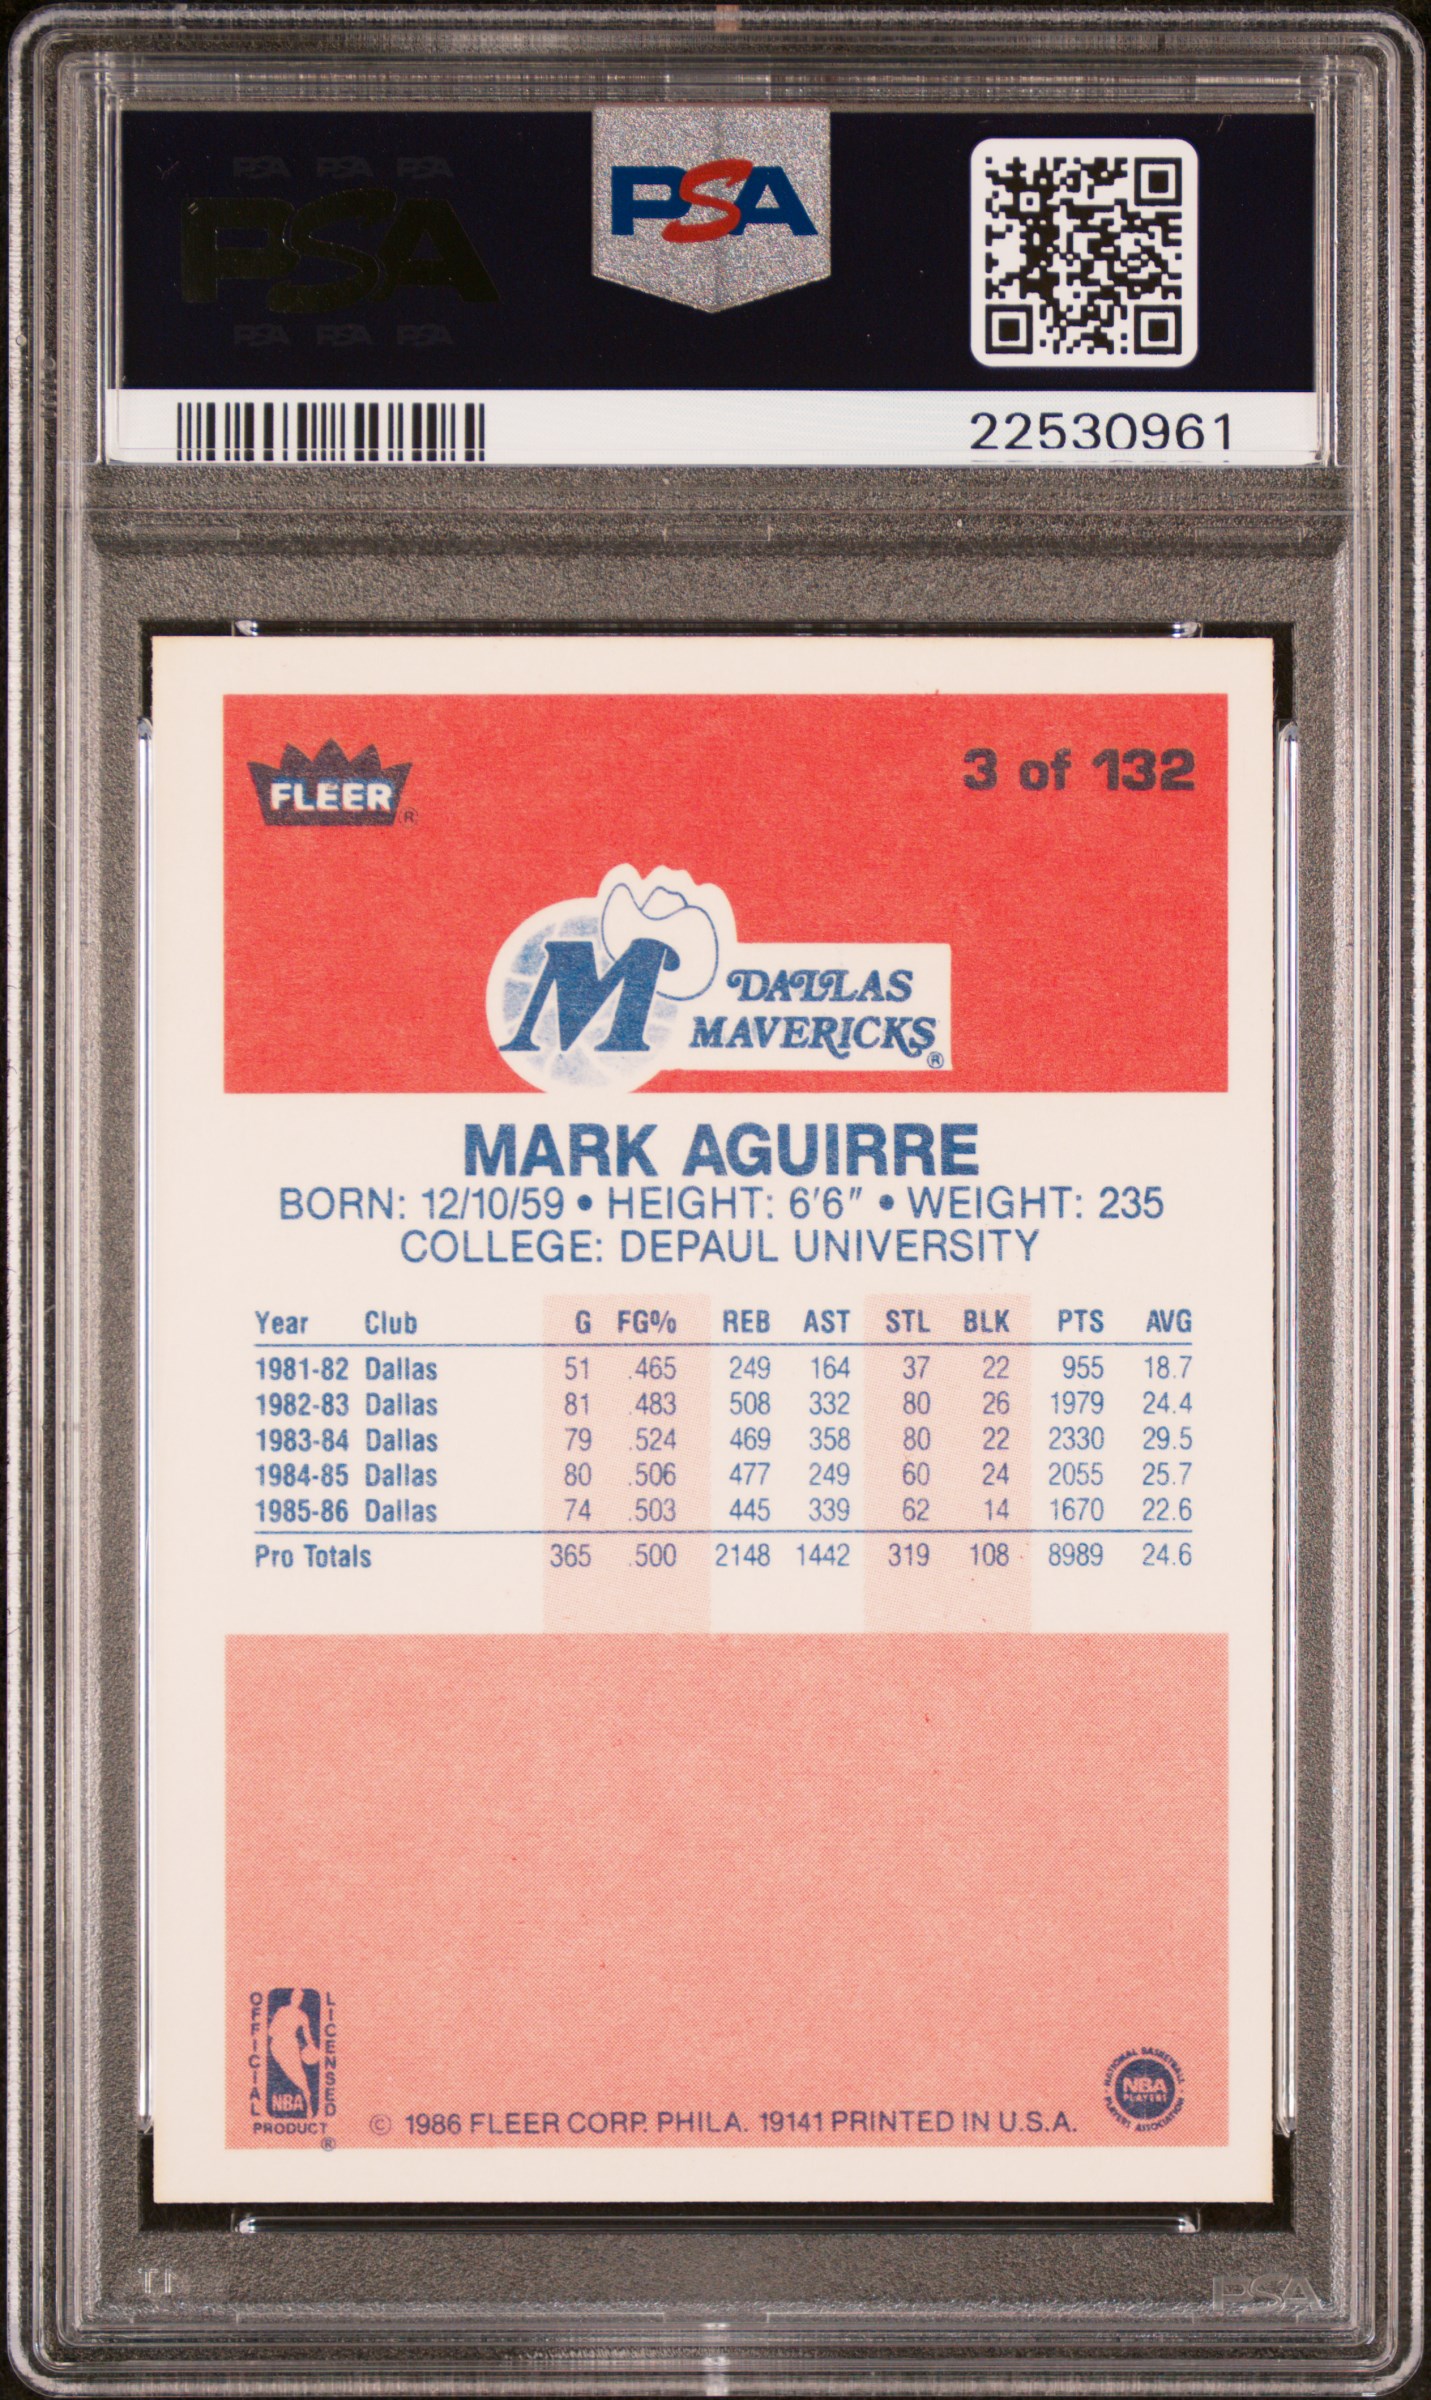 PSA PSA PSA
PSA
PSA PSA PSA
PSA
22530961
FLEER ®
3 of 132
M DALLAS
MAVERICKS ®
MARK AGUIRRE
BORN: 12/10/59 • HEIGHT: 6'6" • WEIGHT: 235
COLLEGE: DEPAUL UNIVERSITY
Year Club G FG% REB AST STL BLK PTS AVG
1981-82 Dallas 51 .465 249 164 37 22 955 18.7
1982-83 Dallas 81 .483 508 332 80 26 1979 24.4
1983-84 Dallas 79 .524 469 358 80 22 2330 29.5
1984-85 Dallas 80 .506 477 249 60 24 2055 25.7
1985-86 Dallas 74 .503 445 339 62 14 1670 22.6
Pro Totals 365 .500 2148 1442 319 108 8989 24.6
OFFICIAL
NBA
LICENSED
PRODUCT ®
© 1986 FLEER CORP. PHILA. 19141 PRINTED IN U.S.A.
NATIONAL BASKETBALL
NBA
PLAYERS
PLAYERS ASSOCIATION
PSA